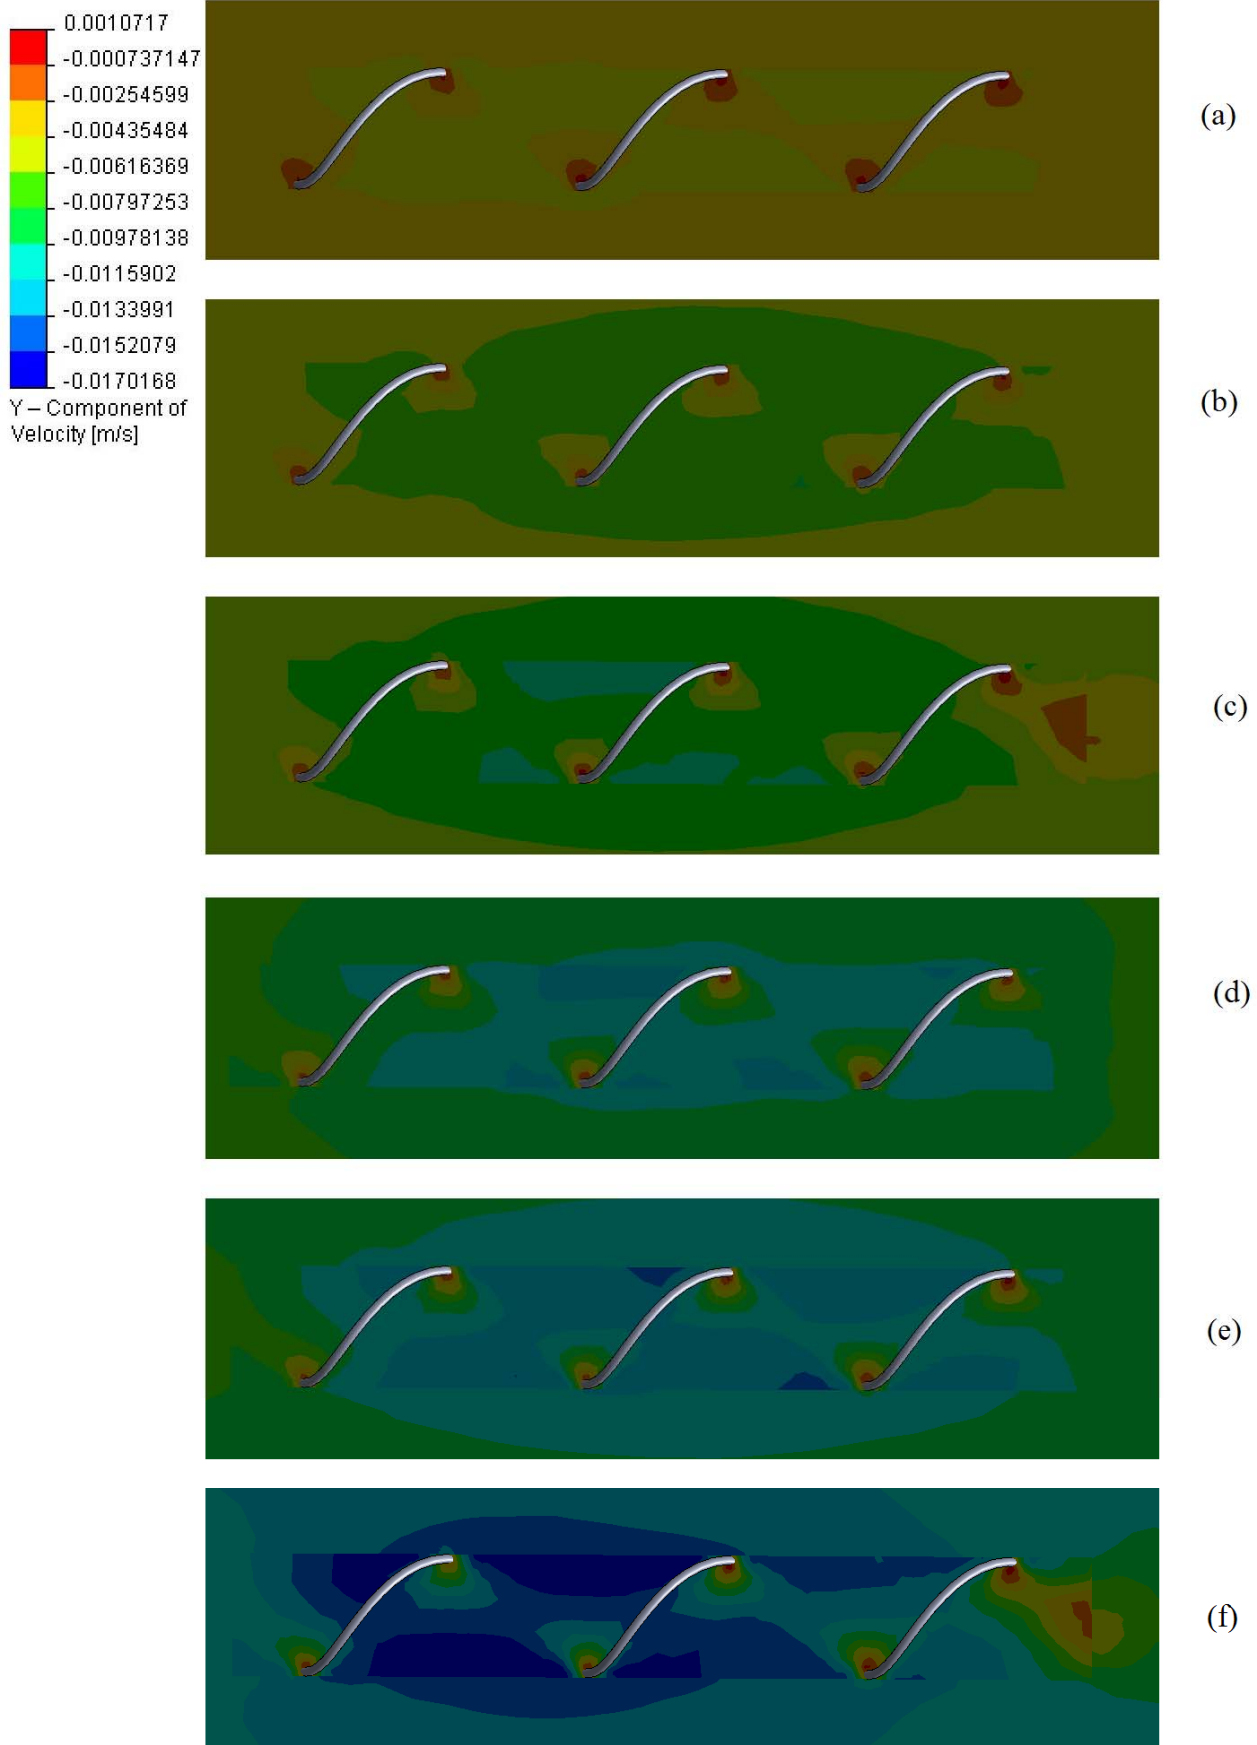 0.0010717
-0.000737147
-0.00254599
-0.00435484
-0.00616369
-0.00797253
-0.00978138
-0.0115902
-0.0133991
-0.0152079
-0.0170168
Y – Component of
Velocity [m/s]
(a)
(b)
(c)
(d)
(e)
(f)